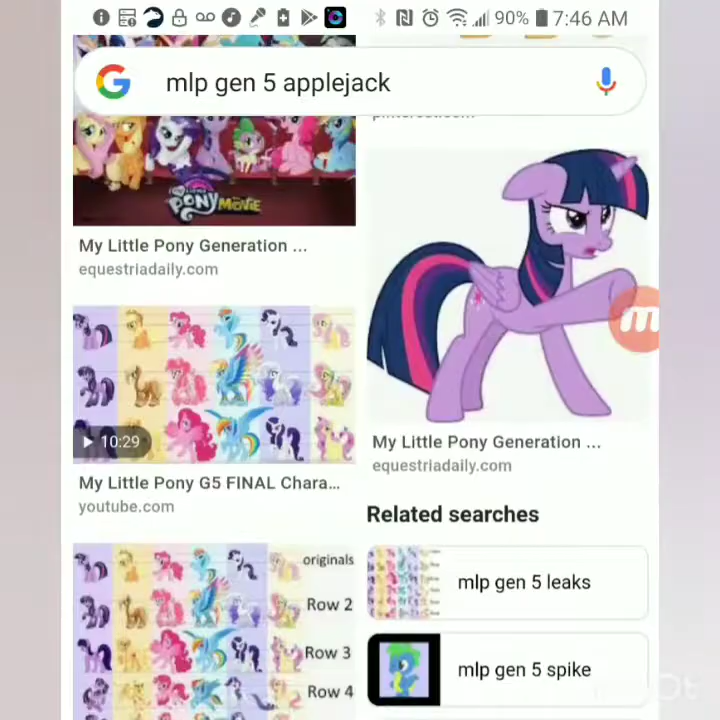 90% 7:46 AM
mlp gen 5 applejack
PONY MOVIE
My Little Pony Generation ...
equestriadaily.com
10:29
My Little Pony G5 FINAL Chara...
youtube.com
originals
Row 2
Row 3
Row 4
My Little Pony Generation ...
equestriadaily.com
Related searches
mlp gen 5 leaks
mlp gen 5 spike